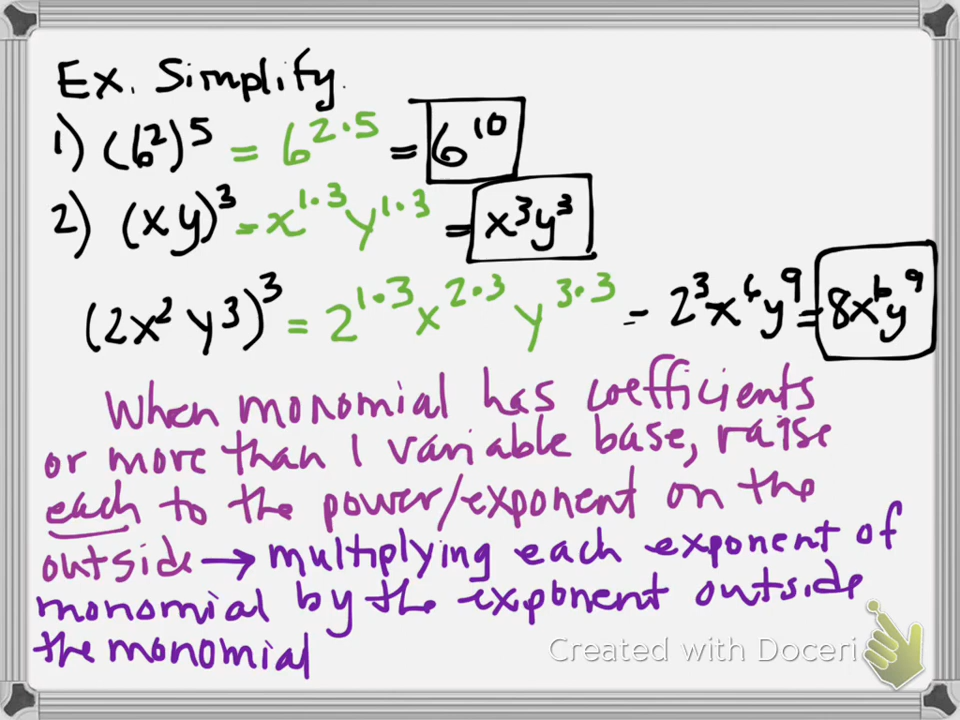 Ex. Simplify.
1) (6²)⁵ = 6^{2·5} = 6¹⁰
2) (xy)³ = x^{1·3}y^{1·3} = x³y³
(2x²y³)³ = 2^{1·3}x^{2·3}y^{3·3} = 2³x⁶y⁹ = 8x⁶y⁹
When monomial has coefficients
or more than 1 variable base, raise
each to the power/exponent on the
outside → multiplying each exponent of
monomial by the exponent outside
the monomial
Created with Doceri